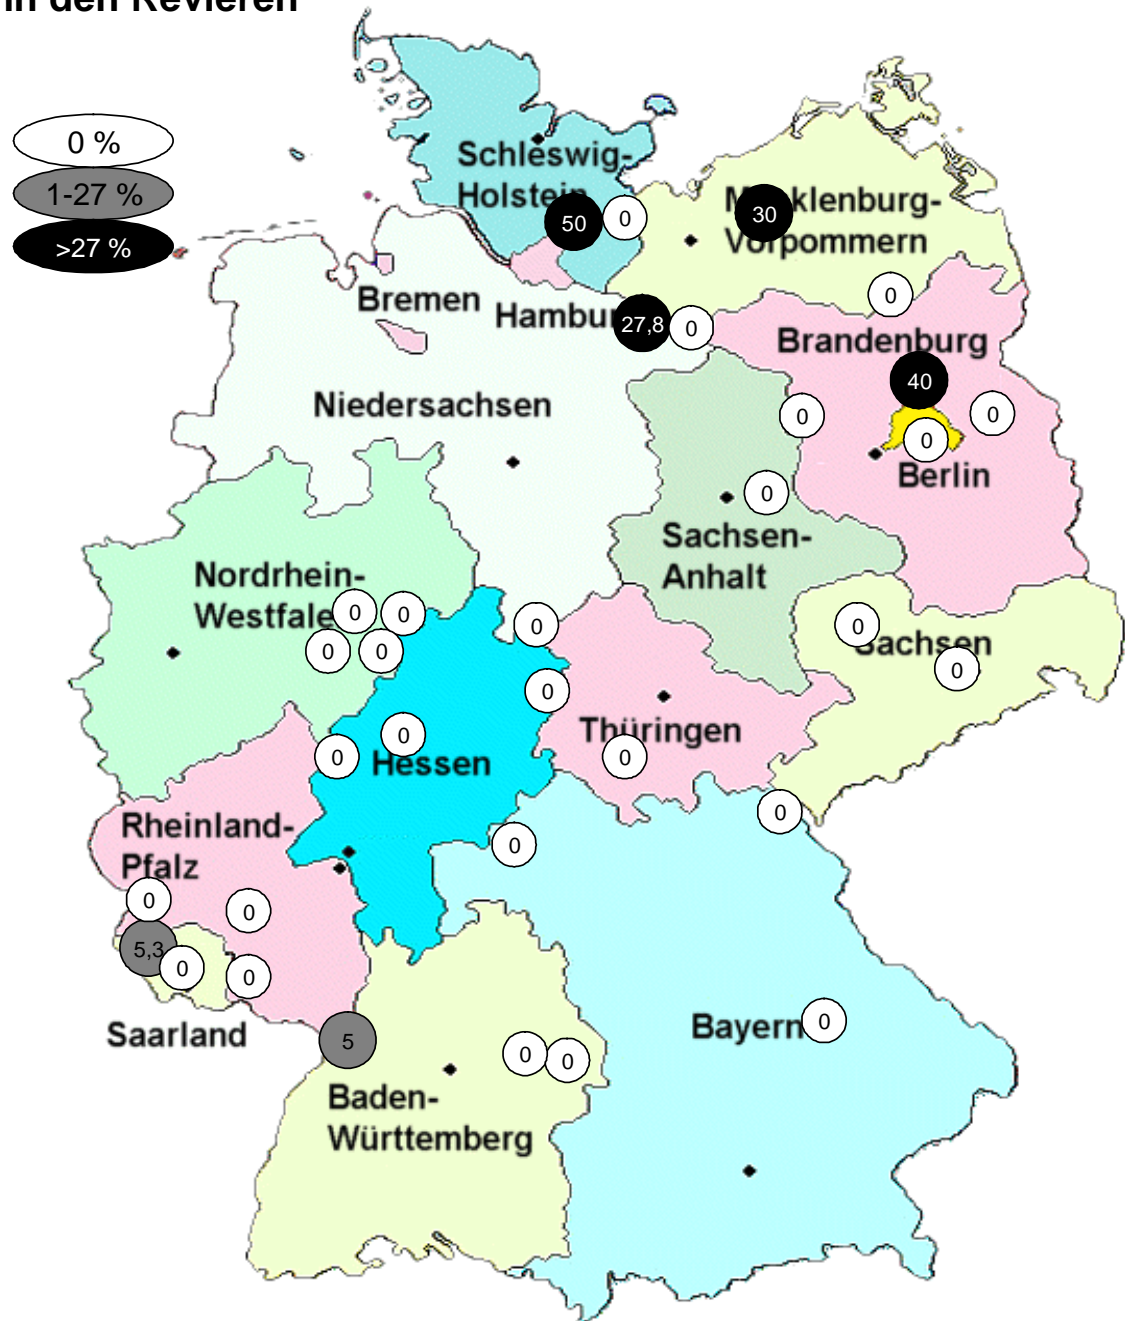 in den Revieren
0 %
1-27 %
>27 %
Schleswig-
Holstein
50
0
Mecklenburg-
Vorpommern
30
0
Bremen
Hambur
27,8
0
Brandenburg
40
0
0
0
Berlin
Niedersachsen
0
Sachsen-
Anhalt
Nordrhein-
Westfale
0
0
0
0
0
0
Sachsen
0
0
Thüringen
0
0
Hessen
0
0
0
Rheinland-
Pfalz
0
0
5,3
0
0
Saarland
5
Bayern
0
0
0
Baden-
Württemberg